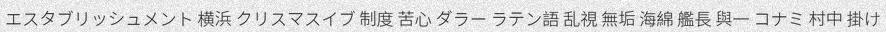 エスタブリッシュメント 横浜 クリスマスイブ 制度 苦心 ダラー ラテン語 乱視 無垢 海綿 艦長 與一 コナミ 村中 掛け